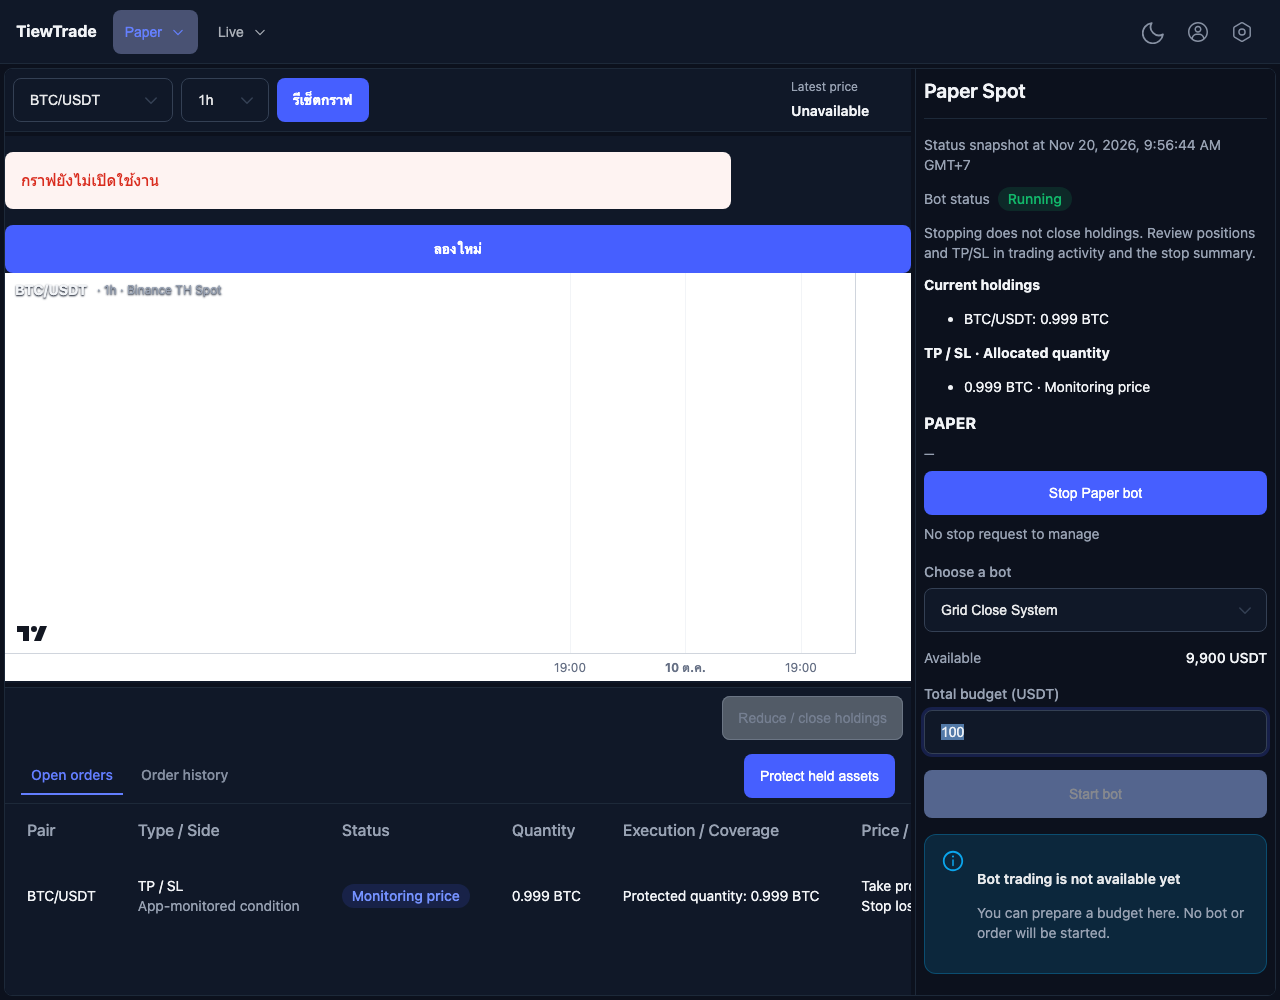 TiewTrade
Paper
Live
BTC/USDT
1h
รีเซ็ตกราฟ
Latest price
Unavailable
กราฟยังไม่เปิดใช้งาน
ลองใหม่
BTC/USDT · 1h · Binance TH Spot
19:00
10 ต.ค.
19:00
Reduce / close holdings
Open orders
Order history
Protect held assets
Pair
Type / Side
Status
Quantity
Execution / Coverage
Price /
BTC/USDT
TP / SL
App-monitored condition
Monitoring price
0.999 BTC
Protected quantity: 0.999 BTC
Take pro
Stop los
Paper Spot
Status snapshot at Nov 20, 2026, 9:56:44 AM
GMT+7
Bot status
Running
Stopping does not close holdings. Review positions
and TP/SL in trading activity and the stop summary.
Current holdings
BTC/USDT: 0.999 BTC
TP / SL · Allocated quantity
0.999 BTC · Monitoring price
PAPER
—
Stop Paper bot
No stop request to manage
Choose a bot
Grid Close System
Available
9,900 USDT
Total budget (USDT)
100
Start bot
Bot trading is not available yet
You can prepare a budget here. No bot or
order will be started.